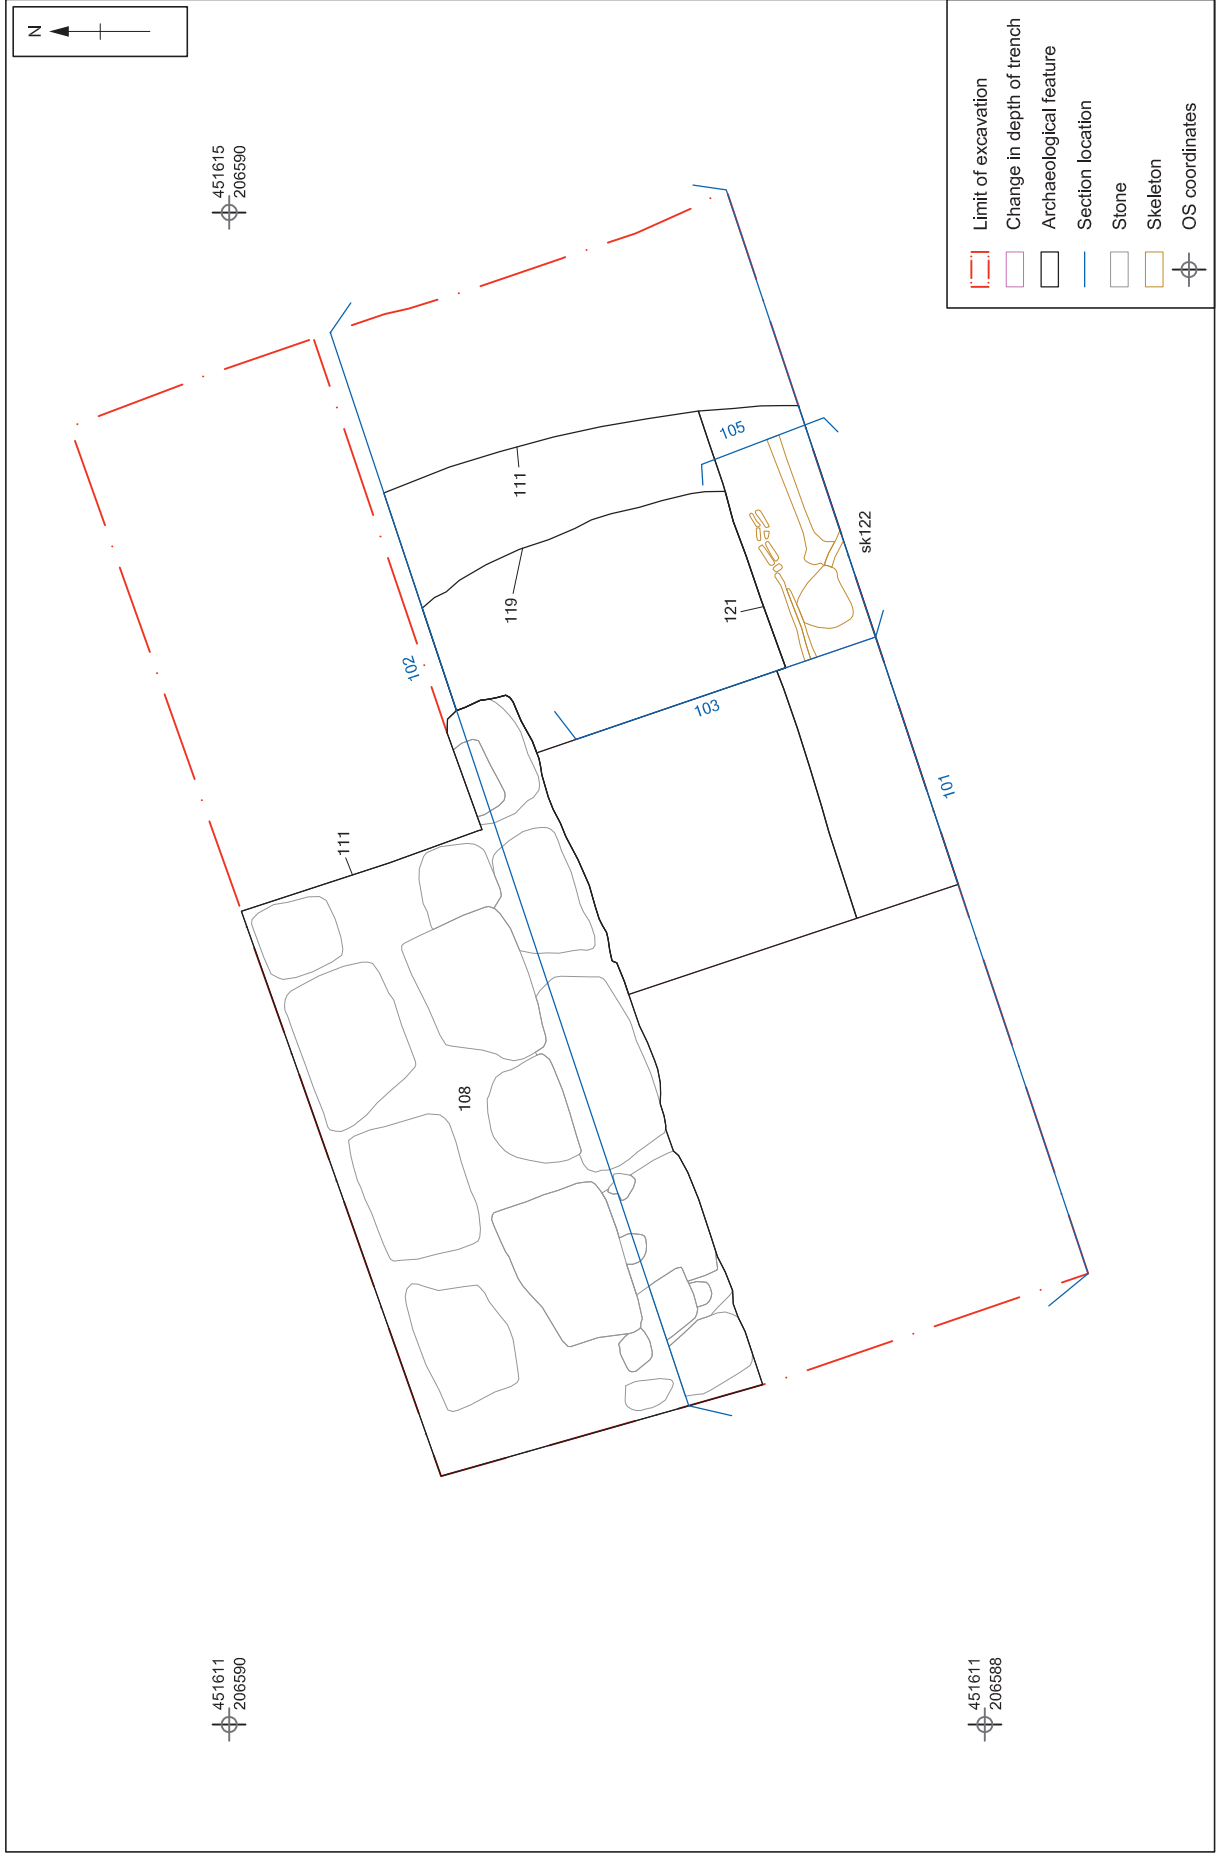 N
451615
206590
111
105
119
121
sk122
102
103
101
111
108
451611
206590
451611
206588
Limit of excavation
Change in depth of trench
Archaeological feature
Section location
Stone
Skeleton
OS coordinates